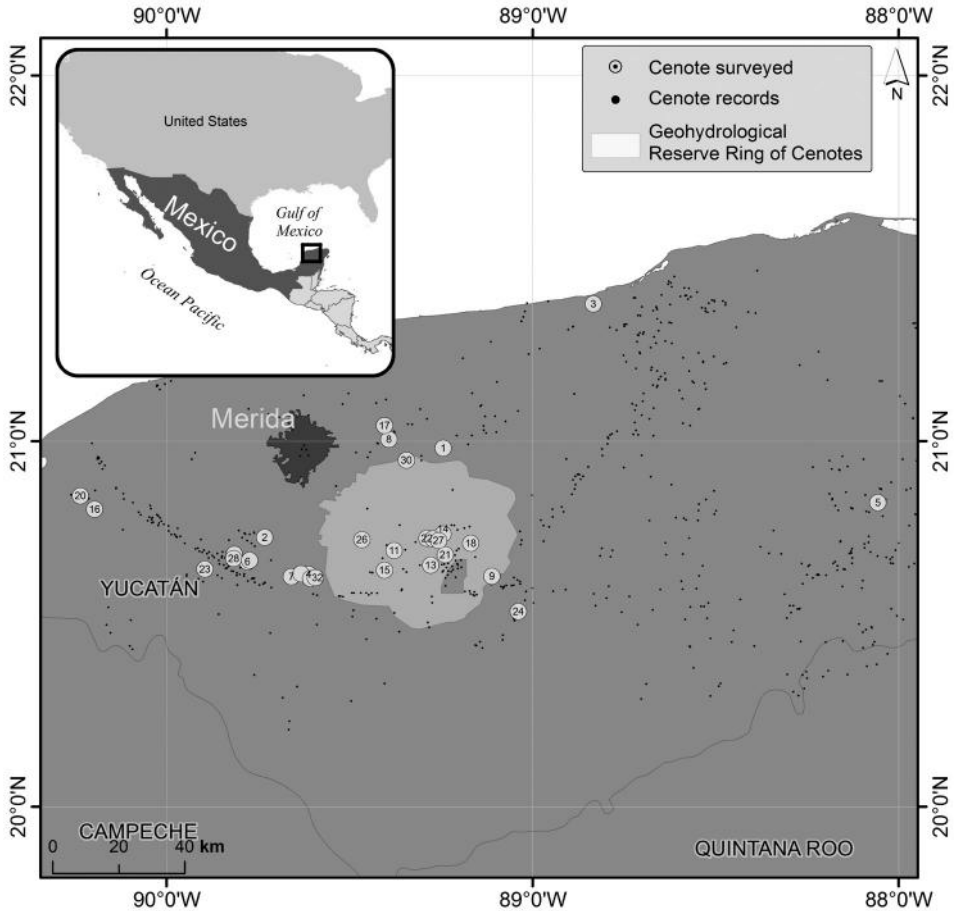 90°0'W
89°0'W
88°0'W
22°0'N
22°0'N
United States
Mexico
Gulf of
Mexico
Ocean Pacific
Cenote surveyed
Cenote records
Geohydrological
Reserve Ring of Cenotes
N
3
Merida
17
8
1
30
21°0'N
21°0'N
20
16
5
2
14
22
27
18
26
11
21
28
6
13
23
15
7
4
32
9
YUCATÁN
24
20°0'N
20°0'N
CAMPECHE
QUINTANA ROO
0 20 40 km
90°0'W
89°0'W
88°0'W